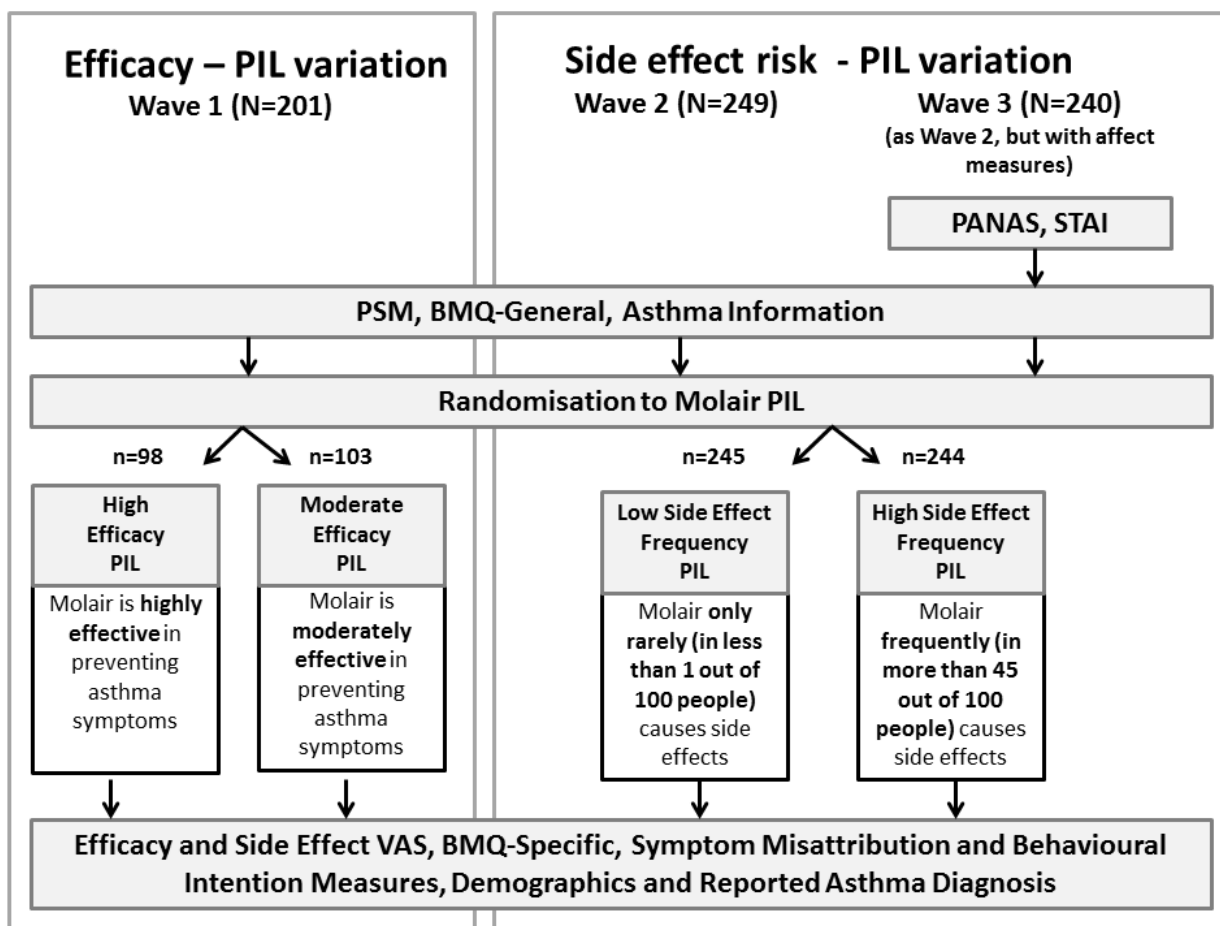 Efficacy – PIL variation
Wave 1 (N=201)
Side effect risk - PIL variation
Wave 2 (N=249)
Wave 3 (N=240)
(as Wave 2, but with affect
measures)
PANAS, STAI
PSM, BMQ-General, Asthma Information
Randomisation to Molair PIL
n=98
n=103
n=245
n=244
High
Efficacy
PIL
Molair is highly
effective in
preventing
asthma
symptoms
Moderate
Efficacy
PIL
Molair is
moderately
effective in
preventing
asthma
symptoms
Low Side Effect
Frequency
PIL
Molair only
rarely (in less
than 1 out of
100 people)
causes side
effects
High Side Effect
Frequency
PIL
Molair
frequently (in
more than 45
out of 100
people) causes
side effects
Efficacy and Side Effect VAS, BMQ-Specific, Symptom Misattribution and Behavioural
Intention Measures, Demographics and Reported Asthma Diagnosis